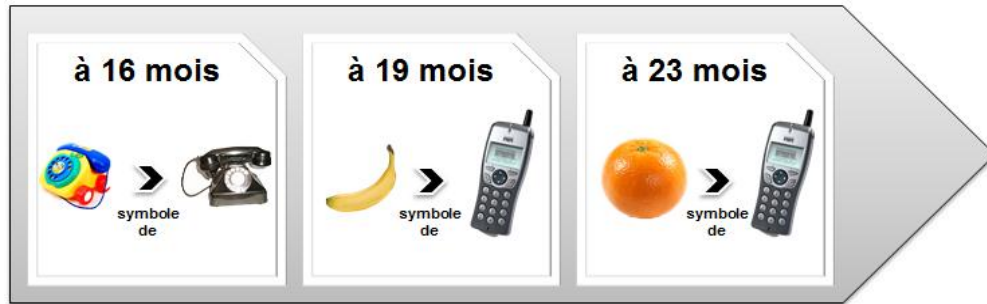 à 16 mois
symbole
de
à 19 mois
symbole
de
à 23 mois
symbole
de